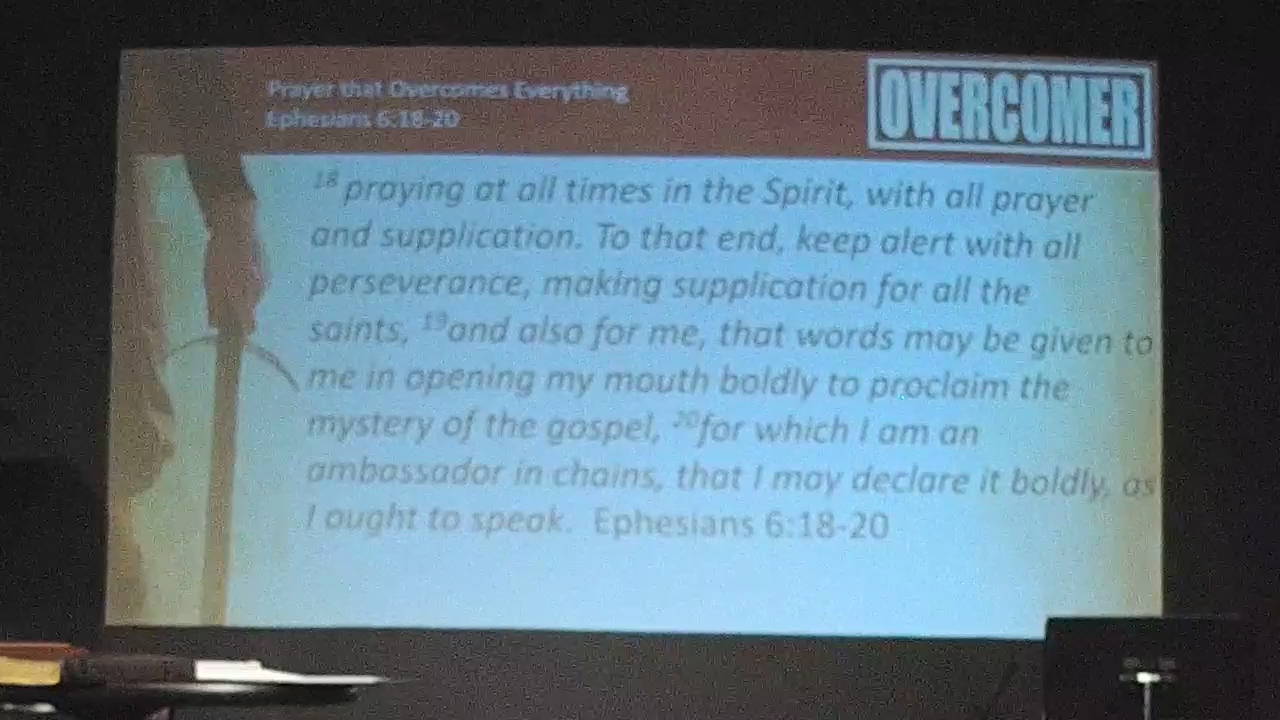 Prayer that Overcomes Everything
Ephesians 6:18-20
OVERCOMER
18 praying at all times in the Spirit, with all prayer
and supplication. To that end, keep alert with all
perseverance, making supplication for all the
saints, 19and also for me, that words may be given to
me in opening my mouth boldly to proclaim the
mystery of the gospel, 20for which I am an
ambassador in chains, that I may declare it boldly, as
I ought to speak. Ephesians 6:18-20